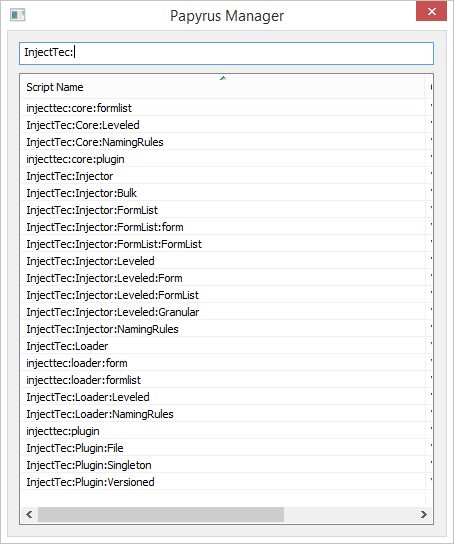 Papyrus Manager
InjectTec:
Script Name
injecttec:core:formlist
InjectTec:Core:Leveled
InjectTec:Core:NamingRules
injecttec:core:plugin
InjectTec:Injector
InjectTec:Injector:Bulk
InjectTec:Injector:FormList
InjectTec:Injector:FormList:form
InjectTec:Injector:FormList:FormList
InjectTec:Injector:Leveled
InjectTec:Injector:Leveled:Form
InjectTec:Injector:Leveled:FormList
InjectTec:Injector:Leveled:Granular
InjectTec:Injector:NamingRules
InjectTec:Loader
injecttec:loader:form
injecttec:loader:formlist
InjectTec:Loader:Leveled
InjectTec:Loader:NamingRules
injecttec:plugin
InjectTec:Plugin:File
InjectTec:Plugin:Singleton
InjectTec:Plugin:Versioned